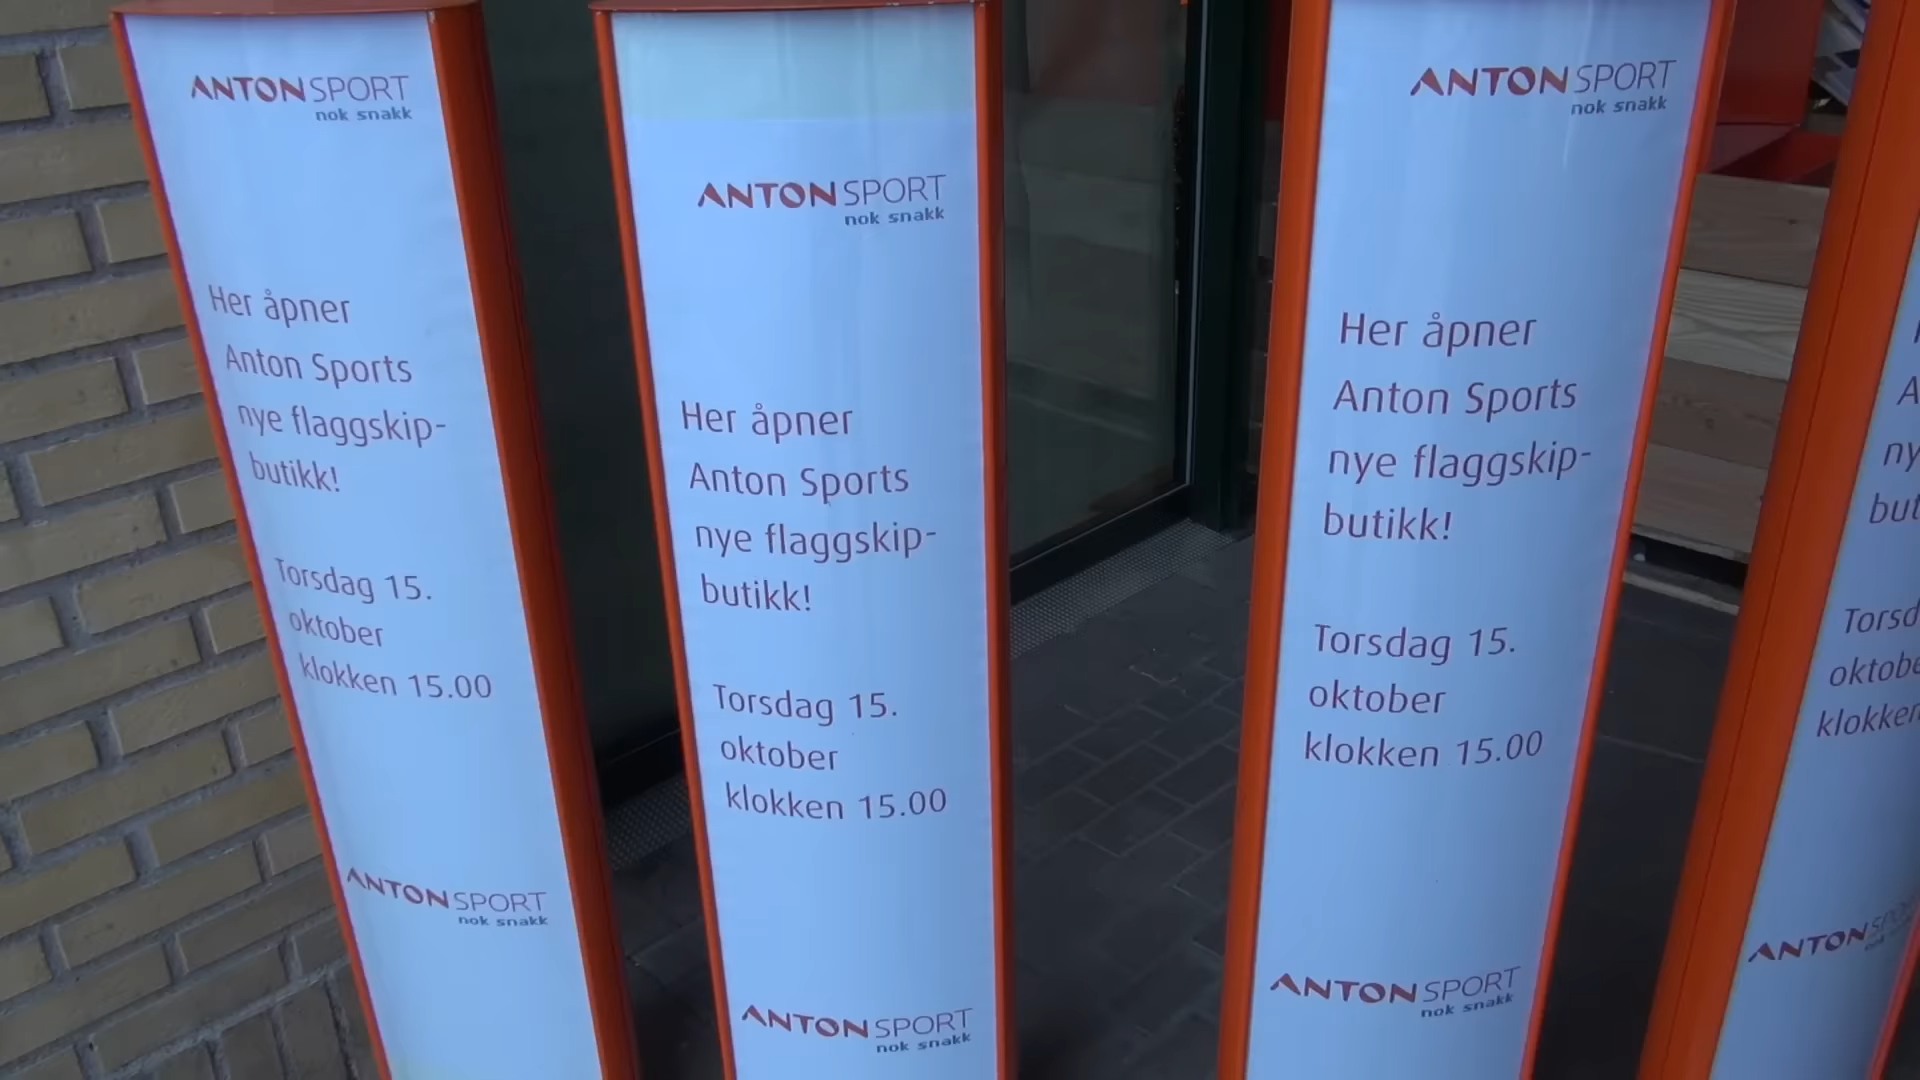 ANTON SPORT
nok snakk
Her åpner
Anton Sports
nye flaggskip-
butikk!
Torsdag 15.
oktober
klokken 15.00
ANTON SPORT
nok snakk
ANTON SPORT
nok snakk
Her åpner
Anton Sports
nye flaggskip-
butikk!
Torsdag 15.
oktober
klokken 15.00
ANTON SPORT
nok snakk
ANTON SPORT
nok snakk
Her åpner
Anton Sports
nye flaggskip-
butikk!
Torsdag 15.
oktober
klokken 15.00
ANTON SPORT
nok snakk
ANTON